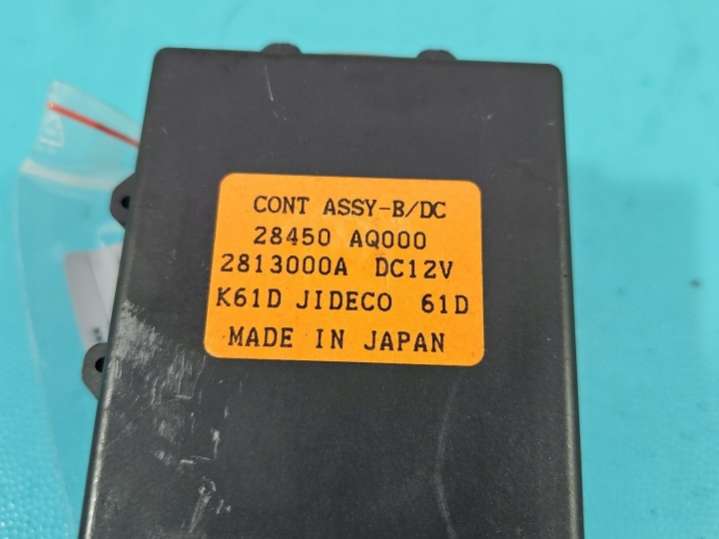 CONT ASSY-B/DC
28450 AQ000
2813000A DC12V
K61D JIDECO 61D
MADE IN JAPAN